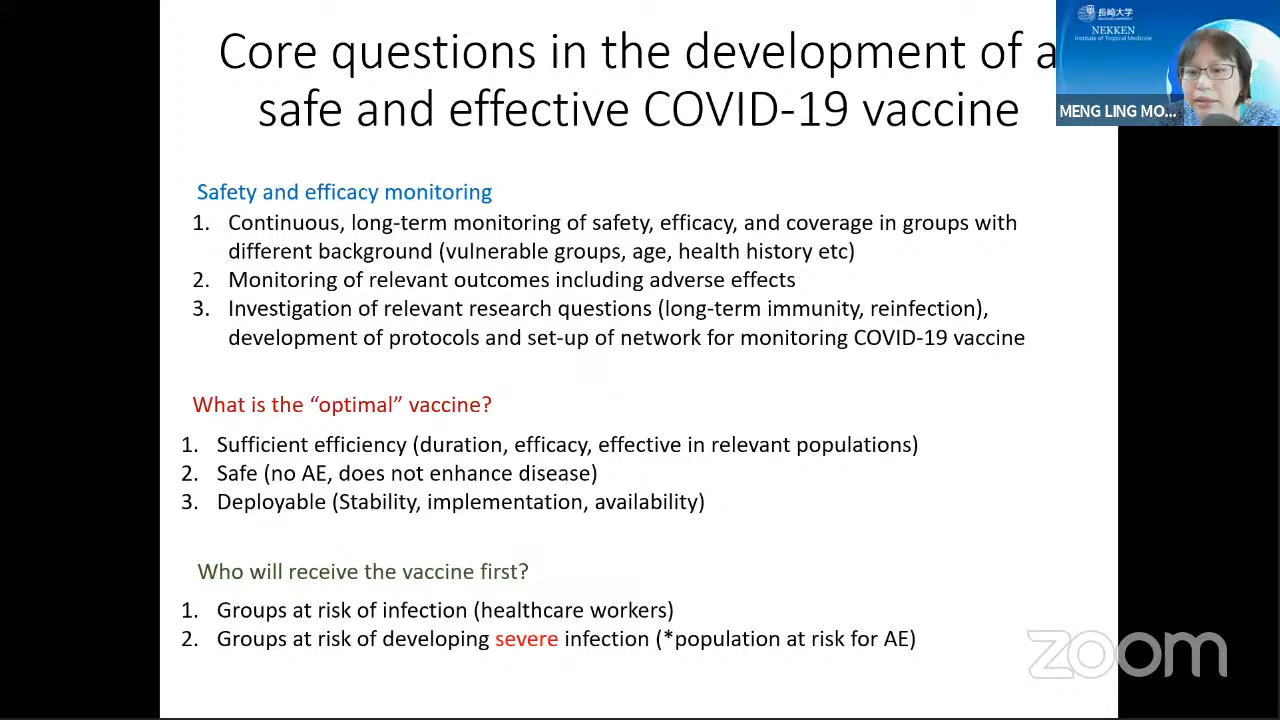 Core questions in the development of a
safe and effective COVID-19 vaccine
長崎大学
NEKKEN
Institute of Tropical Medicine
MENG LING MO...
Safety and efficacy monitoring
1. Continuous, long-term monitoring of safety, efficacy, and coverage in groups with
different background (vulnerable groups, age, health history etc)
2. Monitoring of relevant outcomes including adverse effects
3. Investigation of relevant research questions (long-term immunity, reinfection),
development of protocols and set-up of network for monitoring COVID-19 vaccine
What is the “optimal” vaccine?
1. Sufficient efficiency (duration, efficacy, effective in relevant populations)
2. Safe (no AE, does not enhance disease)
3. Deployable (Stability, implementation, availability)
Who will receive the vaccine first?
1. Groups at risk of infection (healthcare workers)
2. Groups at risk of developing severe infection (*population at risk for AE)
zoom